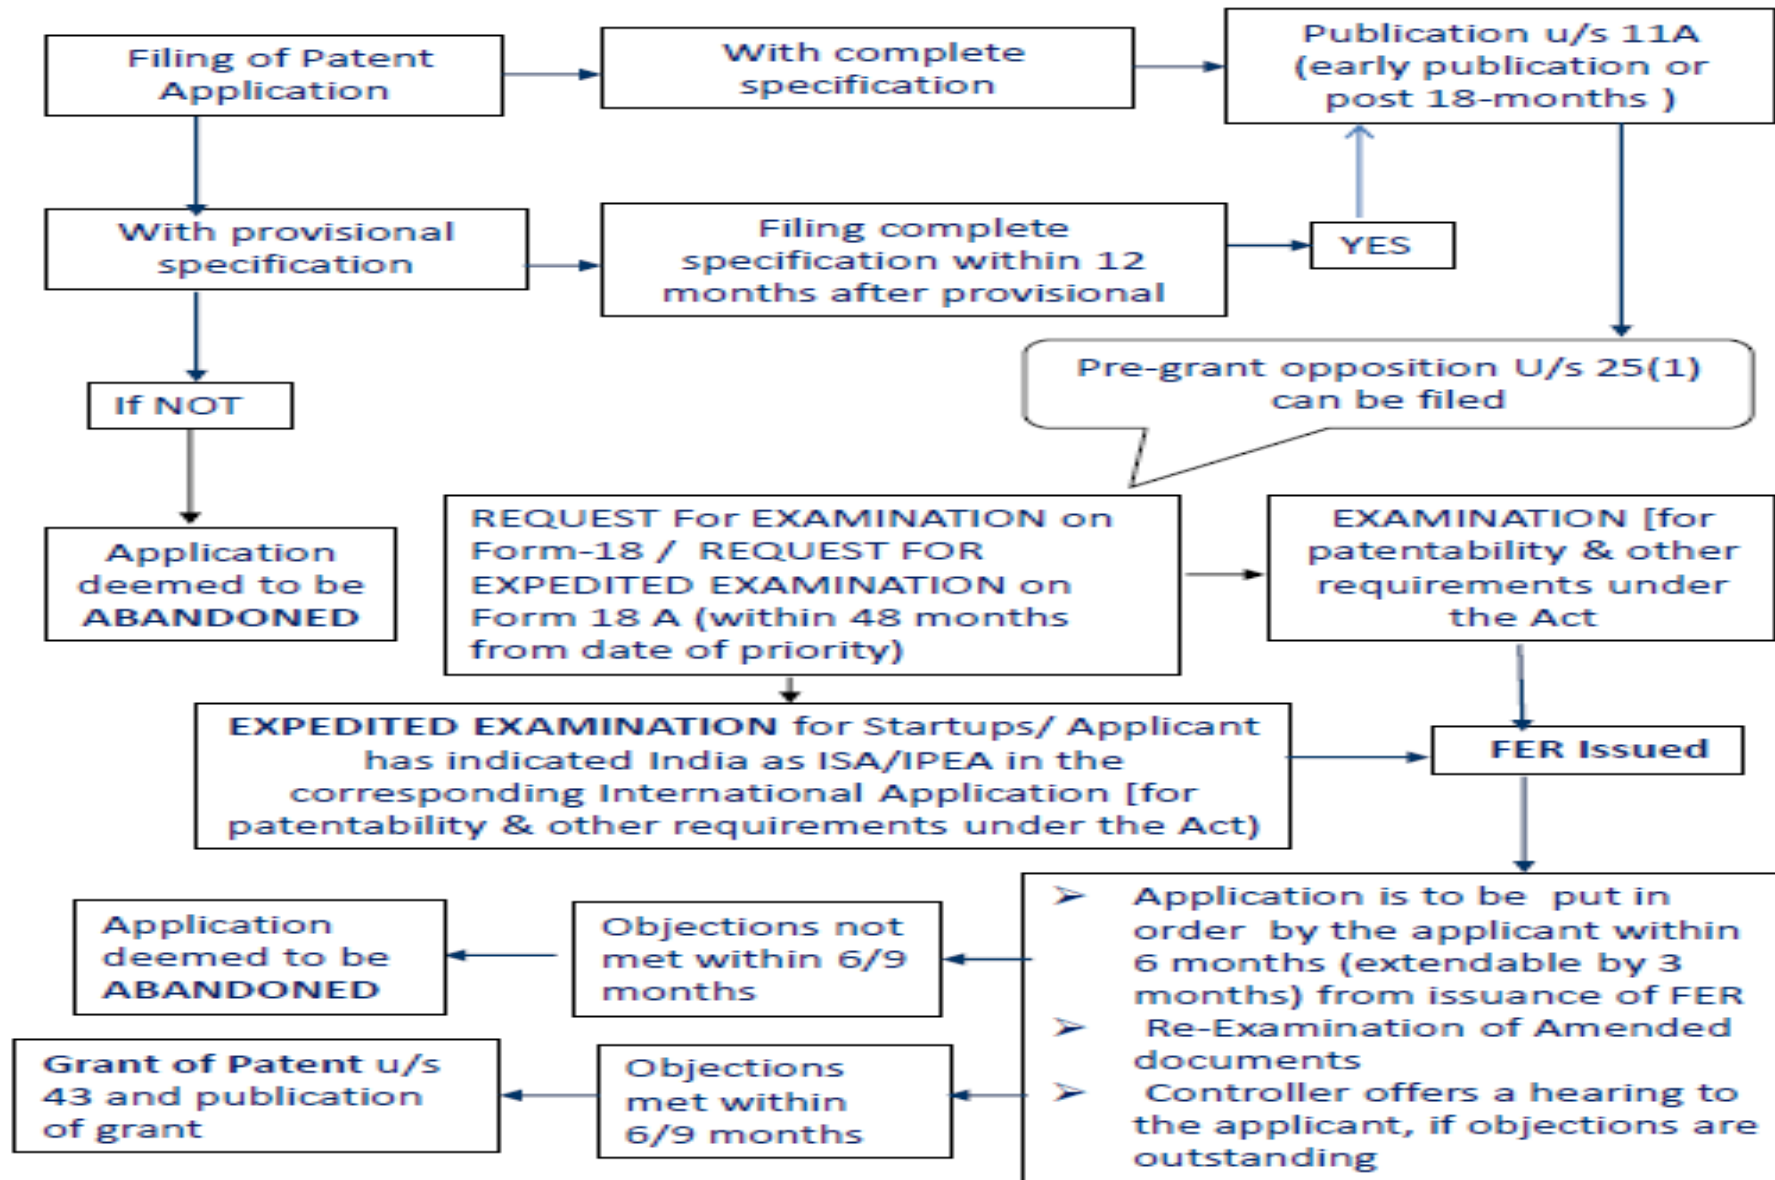 Filing of Patent
Application
With complete
specification
Publication u/s 11A
(early publication or
post 18-months )
With provisional
specification
Filing complete
specification within 12
months after provisional
YES
If NOT
Pre-grant opposition U/s 25(1)
can be filed
Application
deemed to be
ABANDONED
REQUEST For EXAMINATION on
Form-18 / REQUEST FOR
EXPEDITED EXAMINATION on
Form 18 A (within 48 months
from date of priority)
EXAMINATION [for
patentability & other
requirements under
the Act
EXPEDITED EXAMINATION for Startups/ Applicant
has indicated India as ISA/IPEA in the
corresponding International Application [for
patentability & other requirements under the Act)
FER Issued
➢ Application is to be put in
order by the applicant within
6 months (extendable by 3
months) from issuance of FER
➢ Re-Examination of Amended
documents
➢ Controller offers a hearing to
the applicant, if objections are
outstanding
Objections not
met within 6/9
months
Application
deemed to be
ABANDONED
Objections
met within
6/9 months
Grant of Patent u/s
43 and publication
of grant